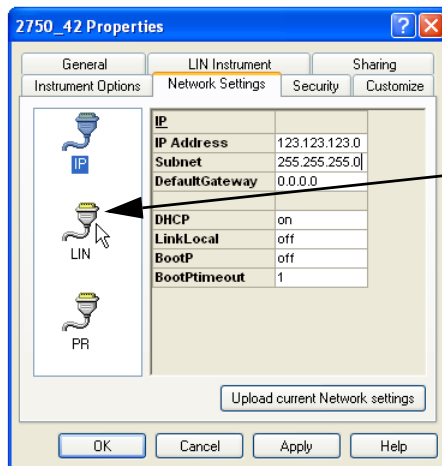 2750_42 Properties
General LIN Instrument Sharing
Instrument Options Network Settings Security Customize
IP
LIN
PR
IP
IP Address 123.123.123.0
Subnet 255.255.255.0
DefaultGateway 0.0.0.0
DHCP on
LinkLocal off
BootP off
BootPtimeout 1
Upload current Network settings
OK Cancel Apply Help